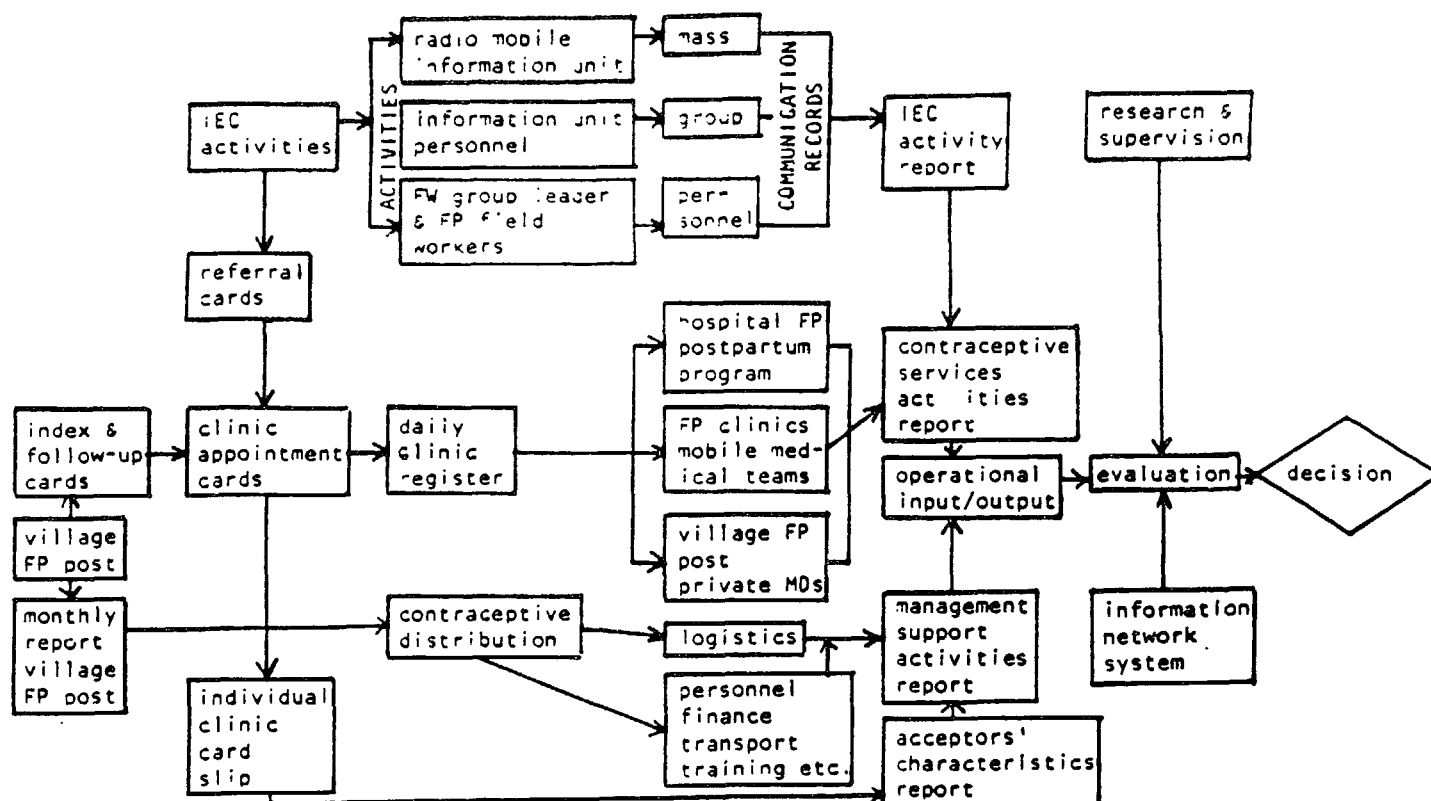 radio mobile
information unit
mass
IEC
activities
ACTIVITIES
information unit
personnel
group
COMMUNICATION
RECORDS
IEC
activity
report
research &
supervision
FW group leader
& FP field
workers
per-
sonnel
referral
cards
hospital FP
postpartum
program
contraceptive
services
act ities
report
index &
follow-up
cards
clinic
appointment
cards
daily
clinic
register
FP clinics
mobile med-
ical teams
operational
input/output
evaluation
decision
village
FP post
village FP
post
private MDs
monthly
report
village
FP post
contraceptive
distribution
logistics
management
support
activities
report
information
network
system
individual
clinic
card
slip
personnel
finance
transport
training etc.
acceptors'
characteristics
report